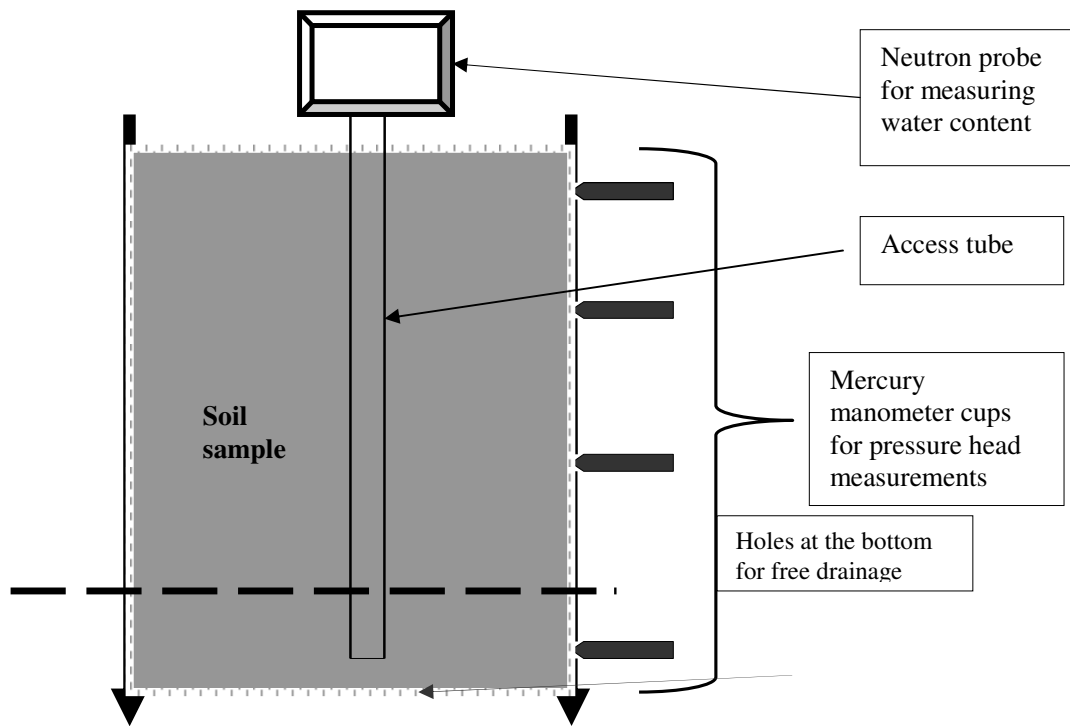 Neutron probe
for measuring
water content
Access tube
Soil
sample
Mercury
manometer cups
for pressure head
measurements
Holes at the bottom
for free drainage